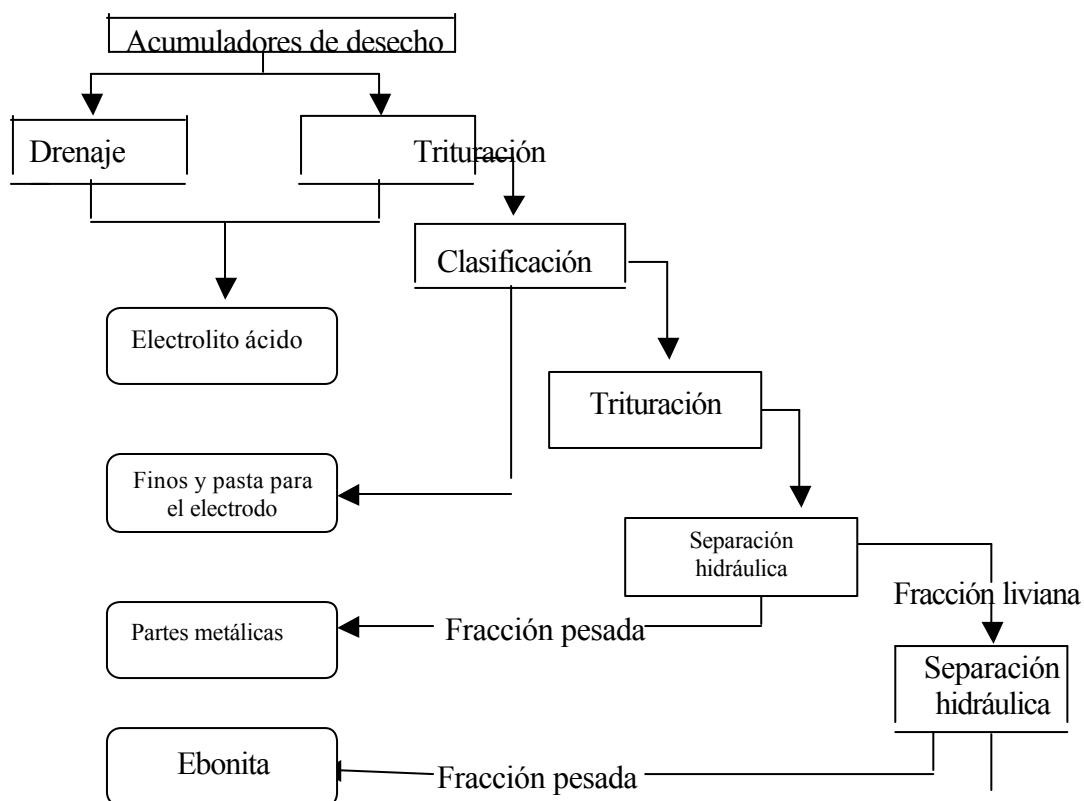 Acumuladores de desecho
Drenaje
Trituración
Clasificación
Electrolito ácido
Trituración
Finos y pasta para
el electrodo
Separación
hidráulica
Fracción liviana
Partes metálicas
Fracción pesada
Separación
hidráulica
Ebonita
Fracción pesada